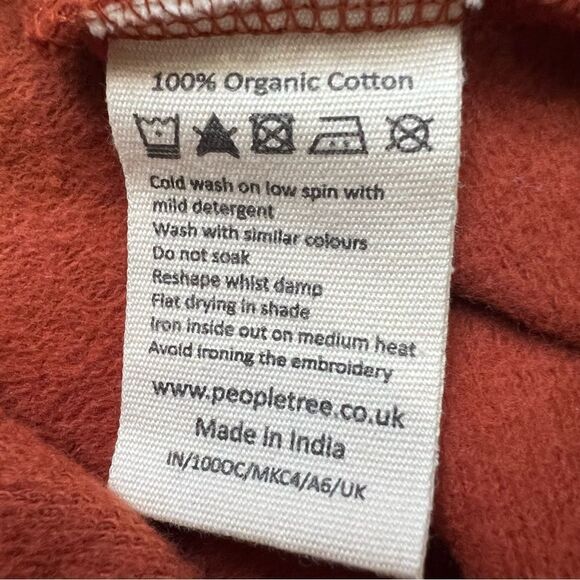 100% Organic Cotton
Cold wash on low spin with
mild detergent
Wash with similar colours
Do not soak
Reshape whist damp
Flat drying in shade
Iron inside out on medium heat
Avoid ironing the embroidery
www.peopletree.co.uk
Made in India
IN/100OC/MKC4/A6/UK